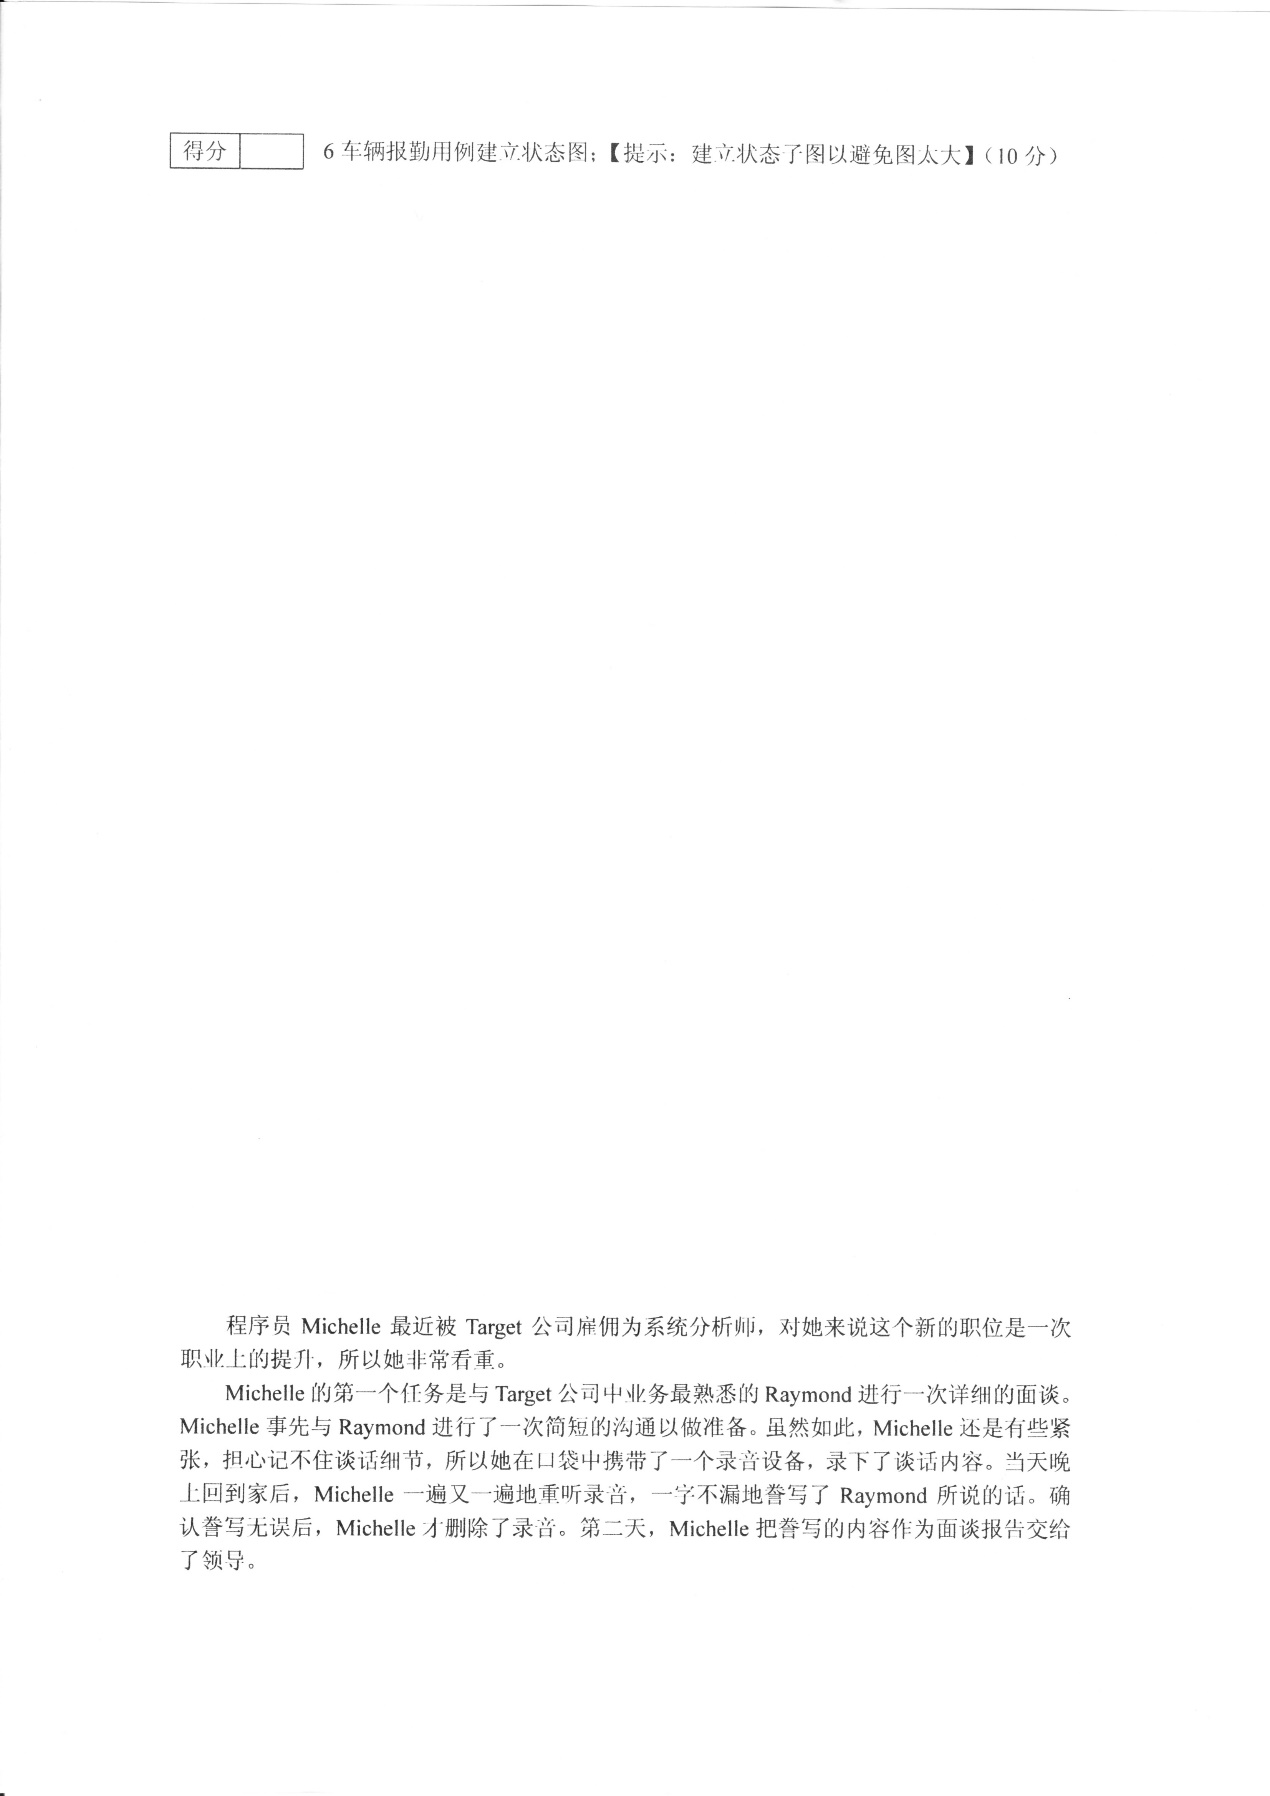 得分 6 车辆报勤用例建立状态图；【提示：建立状态子图以避免图太大】（10 分）
程序员 Michelle 最近被 Target 公司雇佣为系统分析师，对她来说这个新的职位是一次
职业上的提升，所以她非常看重。
Michelle 的第一个任务是与 Target 公司中业务最熟悉的 Raymond 进行一次详细的面谈。
Michelle 事先与 Raymond 进行了一次简短的沟通以做准备。虽然如此，Michelle 还是有些紧
张，担心记不住谈话细节，所以她在口袋中携带了一个录音设备，录下了谈话内容。当天晚
上回到家后，Michelle 一遍又一遍地重听录音，一字不漏地誊写了 Raymond 所说的话。确
认誊写无误后，Michelle 才删除了录音。第二天，Michelle 把誊写的内容作为面谈报告交给
了领导。